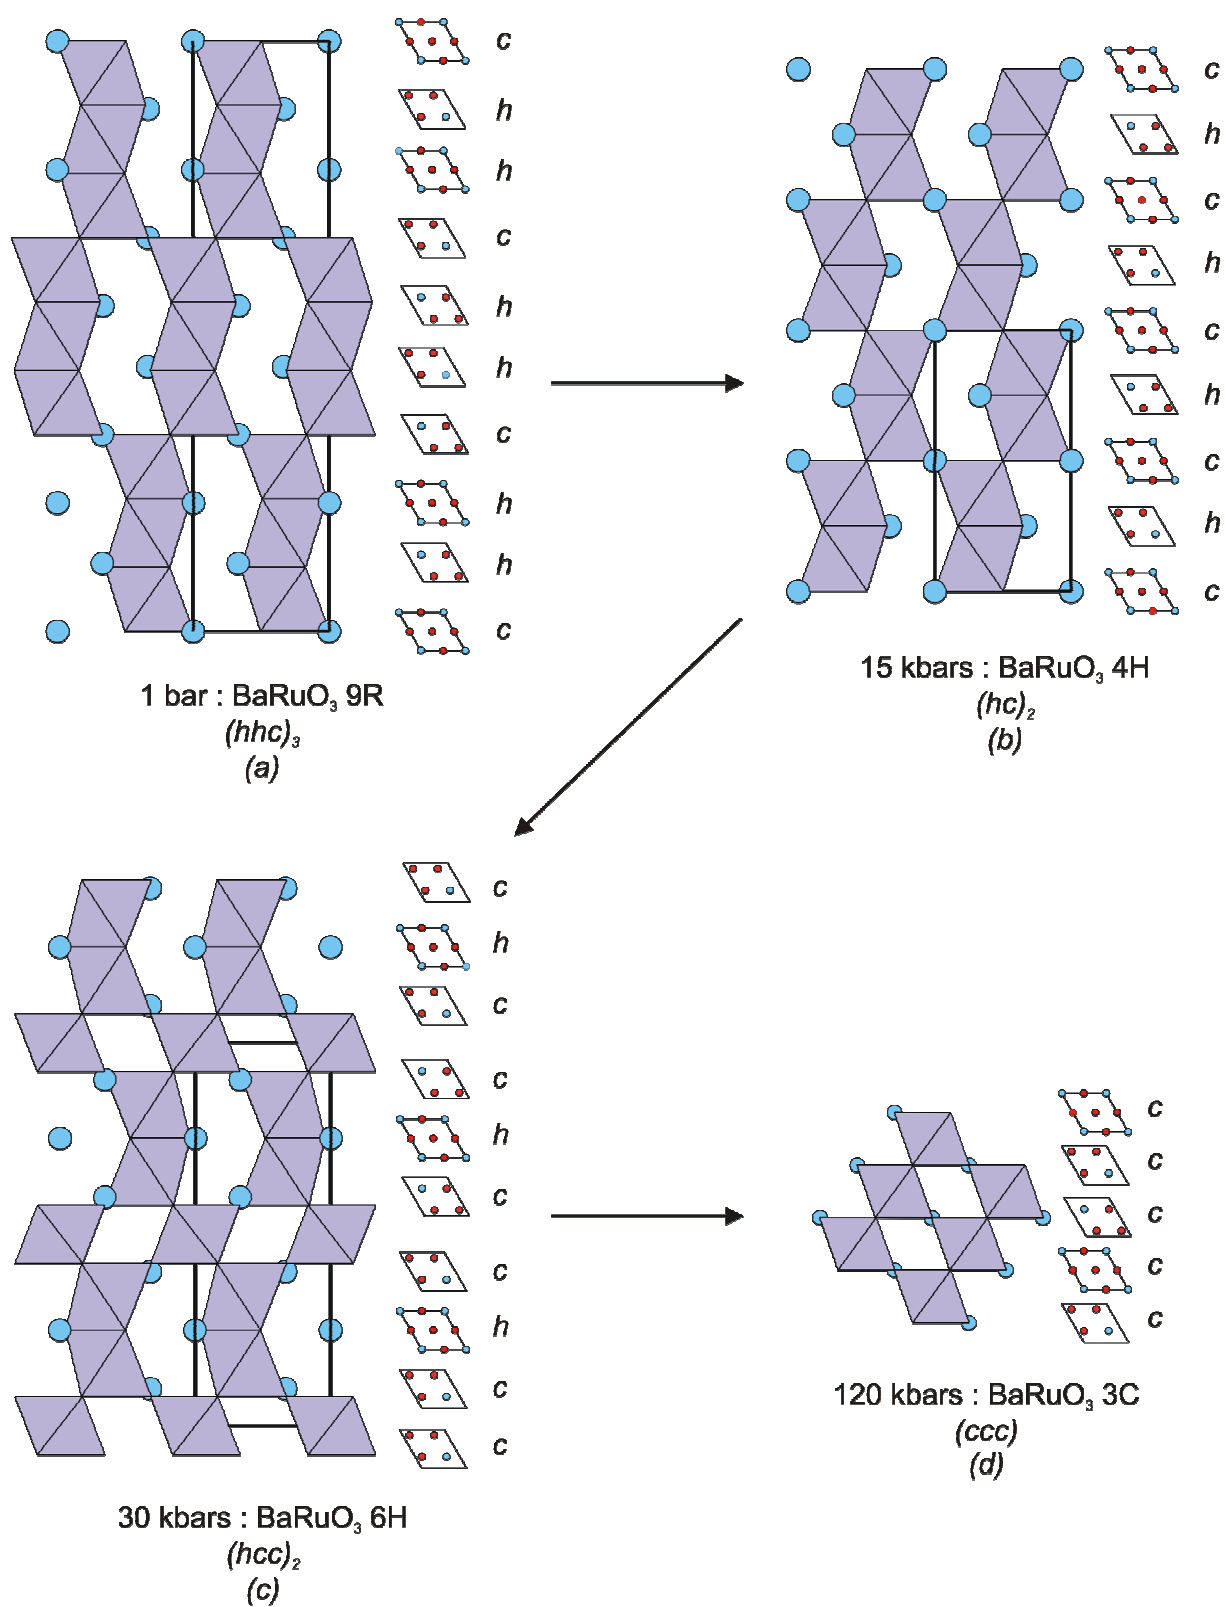 c
h
h
c
h
h
c
h
h
c
1 bar : BaRuO₃ 9R
(hhc)₃
(a)
c
h
c
h
c
h
c
h
c
15 kbars : BaRuO₃ 4H
(hc)₂
(b)
c
h
c
c
h
c
c
h
c
c
30 kbars : BaRuO₃ 6H
(hcc)₂
(c)
c
c
c
c
c
120 kbars : BaRuO₃ 3C
(ccc)
(d)